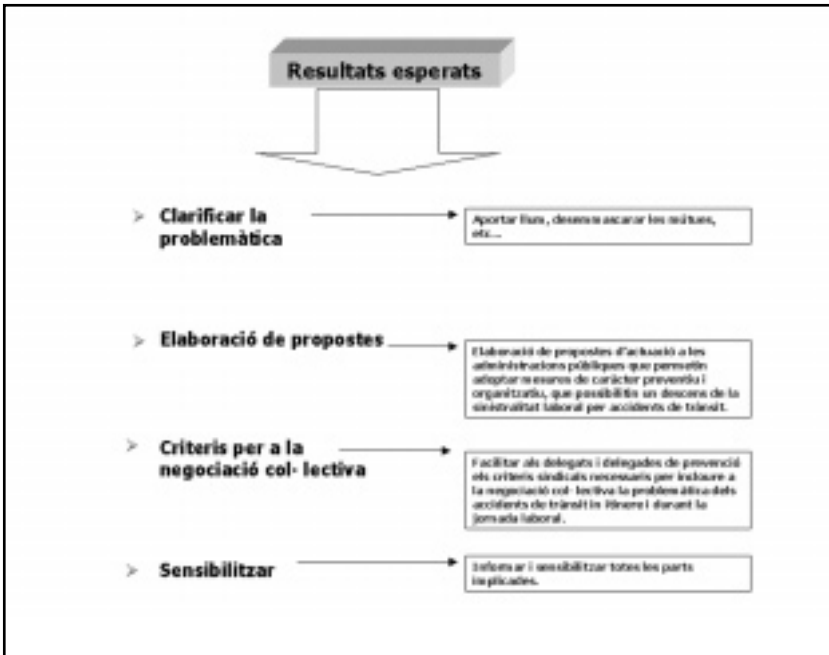 Resultats esperats
Clarificar la
problemàtica
Aportar llum, desemmascarar les mútues,
etc...
Elaboració de propostes
Elaboració de propostes d'actuació a les
administracions públiques que permetin
adoptar mesures de caràcter preventiu i
organitzatiu, que possibilitin un descens de la
sinistralitat laboral per accidents de trànsit.
Criteris per a la
negociació col· lectiva
Facilitar als delegats i delegades de prevenció
els criteris sindicals necessaris per incloure a
la negociació col· lectiva la problemàtica dels
accidents de trànsit in itinere i durant la
jornada laboral.
Sensibilitzar
Informar i sensibilitzar totes les parts
implicades.